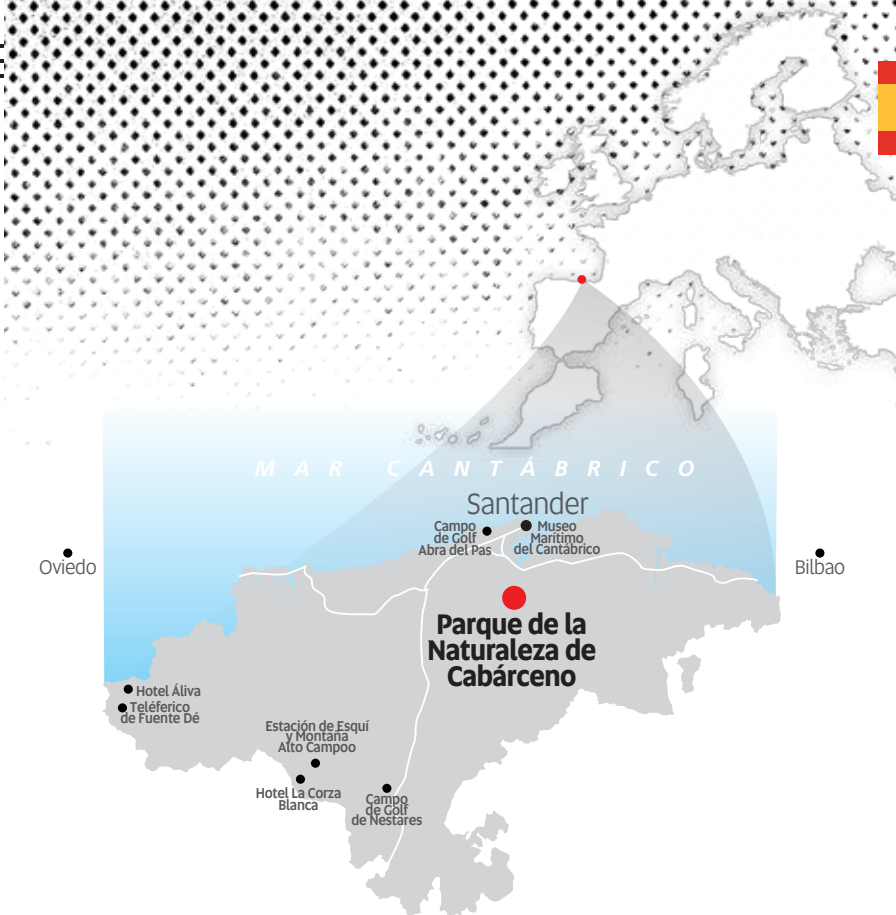 MAR CANTÁBRICO
Santander
Campo
de Golf
Abra del Pas
Museo
Marítimo
del Cantábrico
Oviedo
Bilbao
Parque de la
Naturaleza de
Cabárceno
Hotel Áliva
Teléferico
de Fuente Dé
Estación de Esquí
y Montaña
Alto Campoo
Hotel La Corza
Blanca
Campo
de Golf
de Nestares